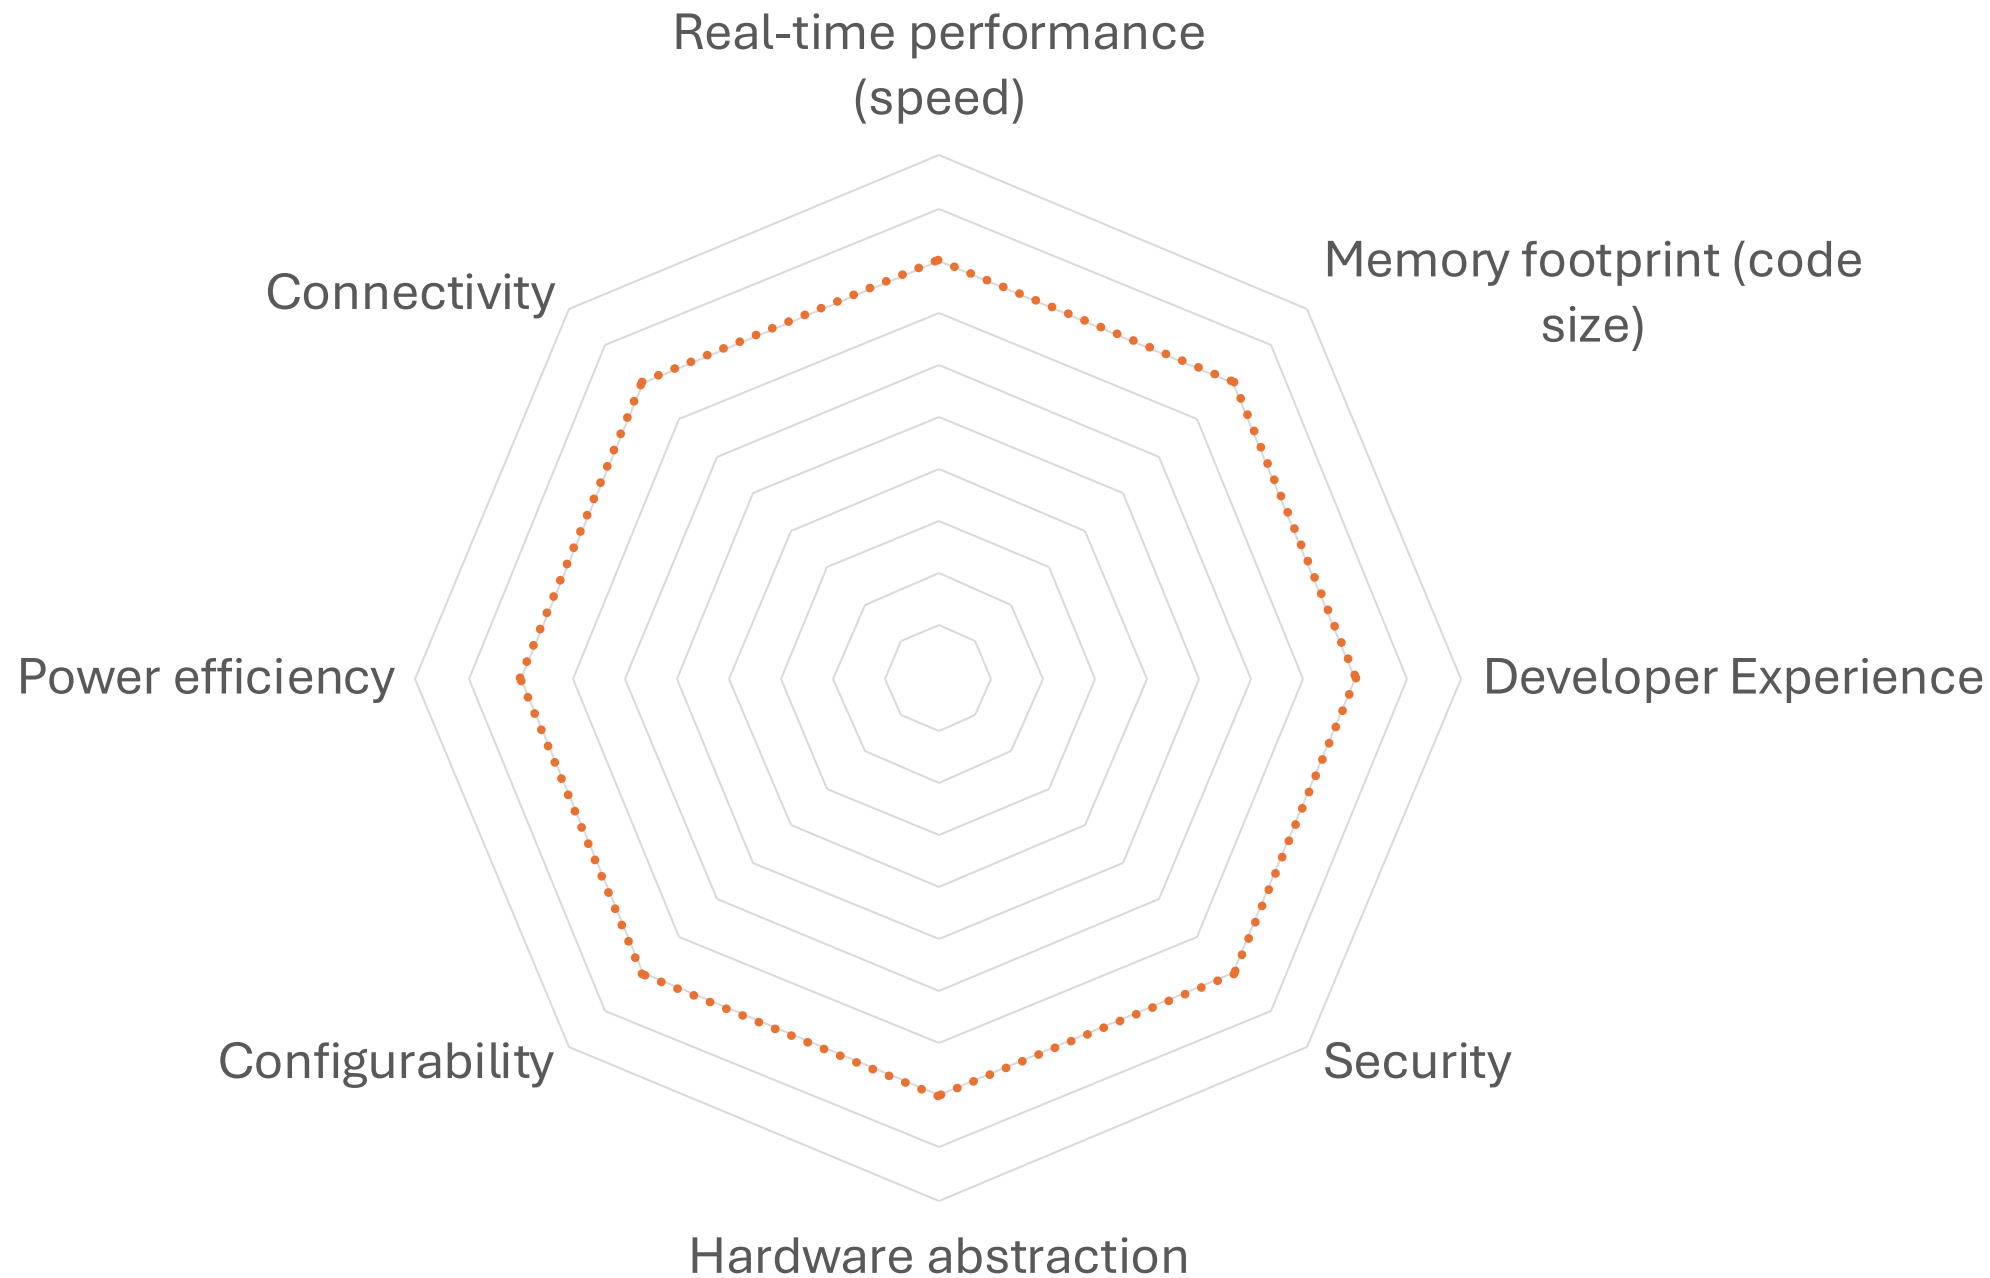 Real-time performance
(speed)
Memory footprint (code
size)
Connectivity
Power efficiency
Developer Experience
Configurability
Security
Hardware abstraction